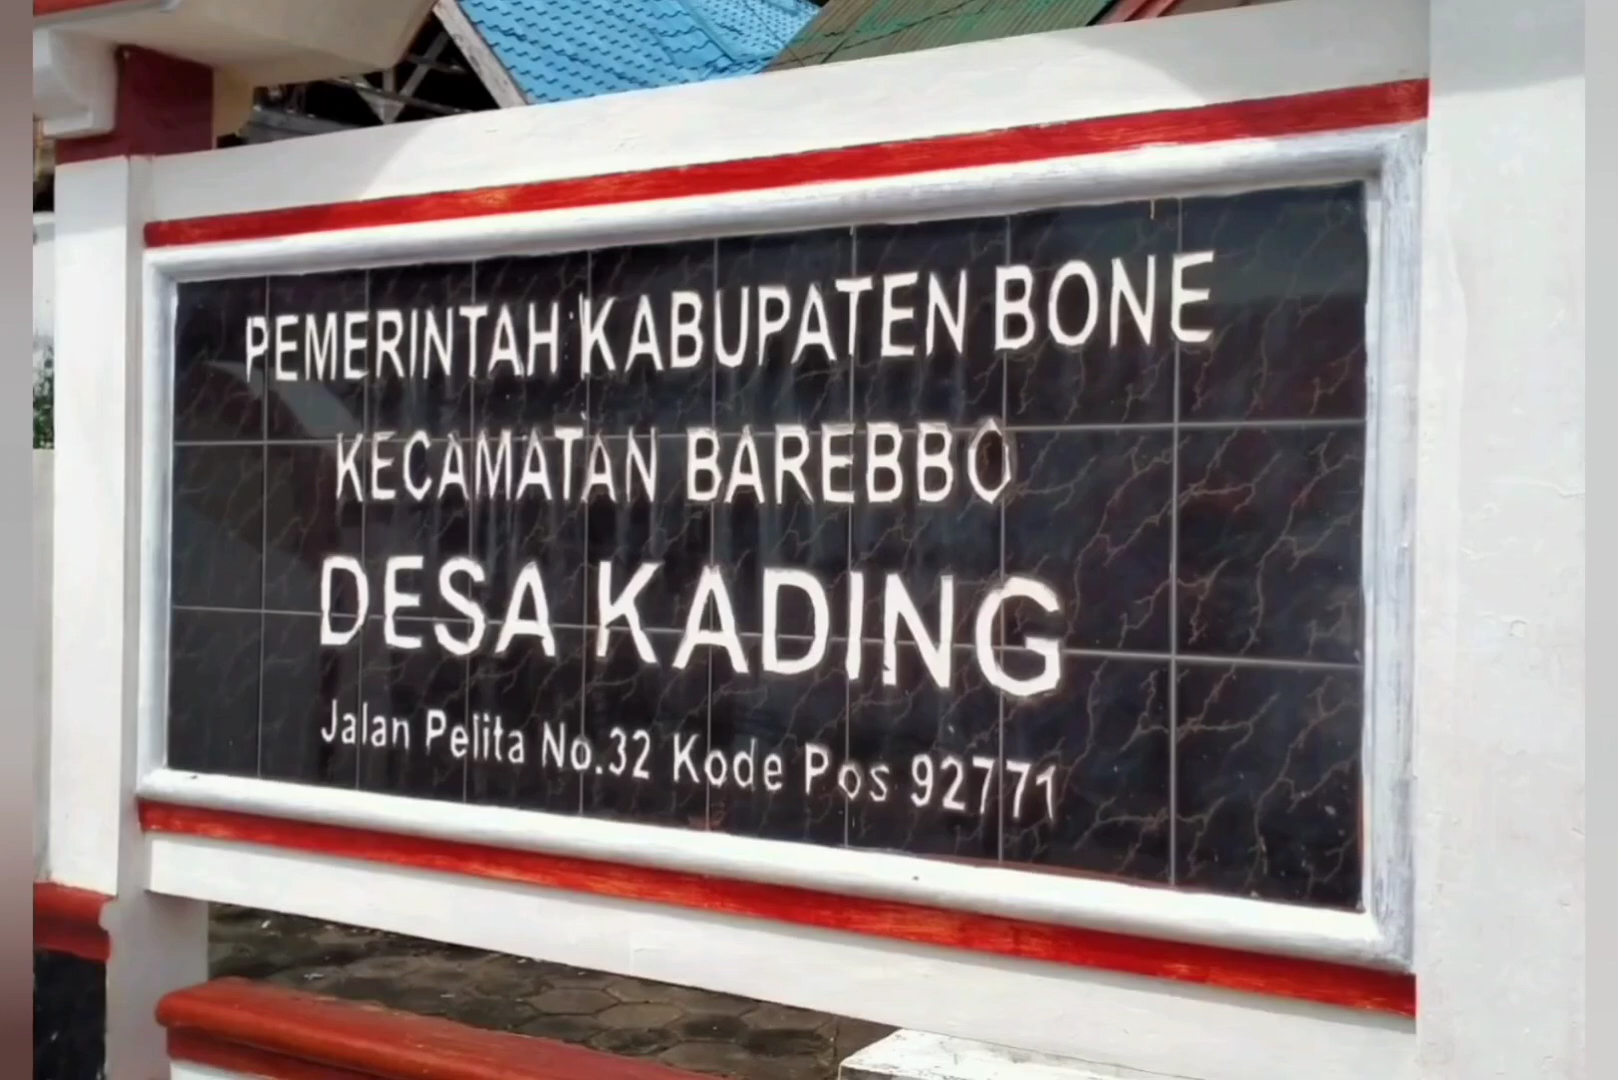 PEMERINTAH KABUPATEN BONE
KECAMATAN BAREBBO
DESA KADING
Jalan Pelita No.32 Kode Pos 92771